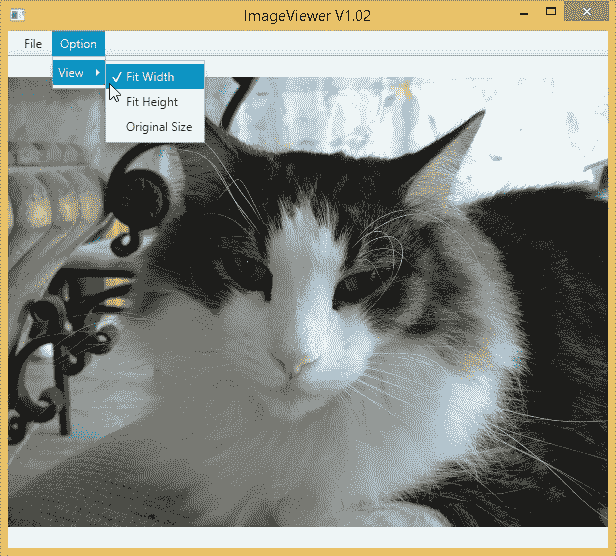 ImageViewer V1.02
File Option
View
Fit Width
Fit Height
Original Size